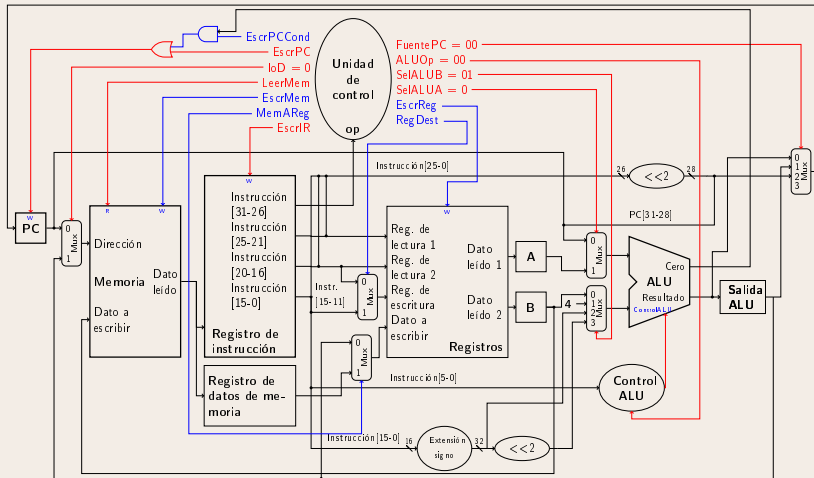 EscrPCCond
EscrPC
IoD = 0
LeerMem
EscrMem
MemAReg
EscrIR
Unidad
de
control
op
FuentePC = 00
ALUOp = 00
SelALUB = 01
SelALUA = 0
EscrReg
RegDest
Instrucción[25-0]
26
<<2
28
0
1
2
3
Mux
PC[31-28]
W
PC
0
Mux
1
R
W
Dirección
Memoria
Dato
leído
Dato a
escribir
W
Instrucción
[31-26]
Instrucción
[25-21]
Instrucción
[20-16]
Instrucción
[15-0]
Registro de
instrucción
Registro de
datos de me-
moria
Instr.
[15-11]
0
Mux
1
0
Mux
1
W
Reg. de
lectura 1
Reg. de
lectura 2
Reg. de
escritura
Dato a
escribir
Dato
leído 1
Dato
leído 2
Registros
A
B
4
0
Mux
1
0
1
2
3
Mux
Cero
ALU
Resultado
ControlALU
Salida
ALU
Instrucción[5-0]
Control
ALU
Instrucción[15-0]
16
Extensión
signo
32
<<2